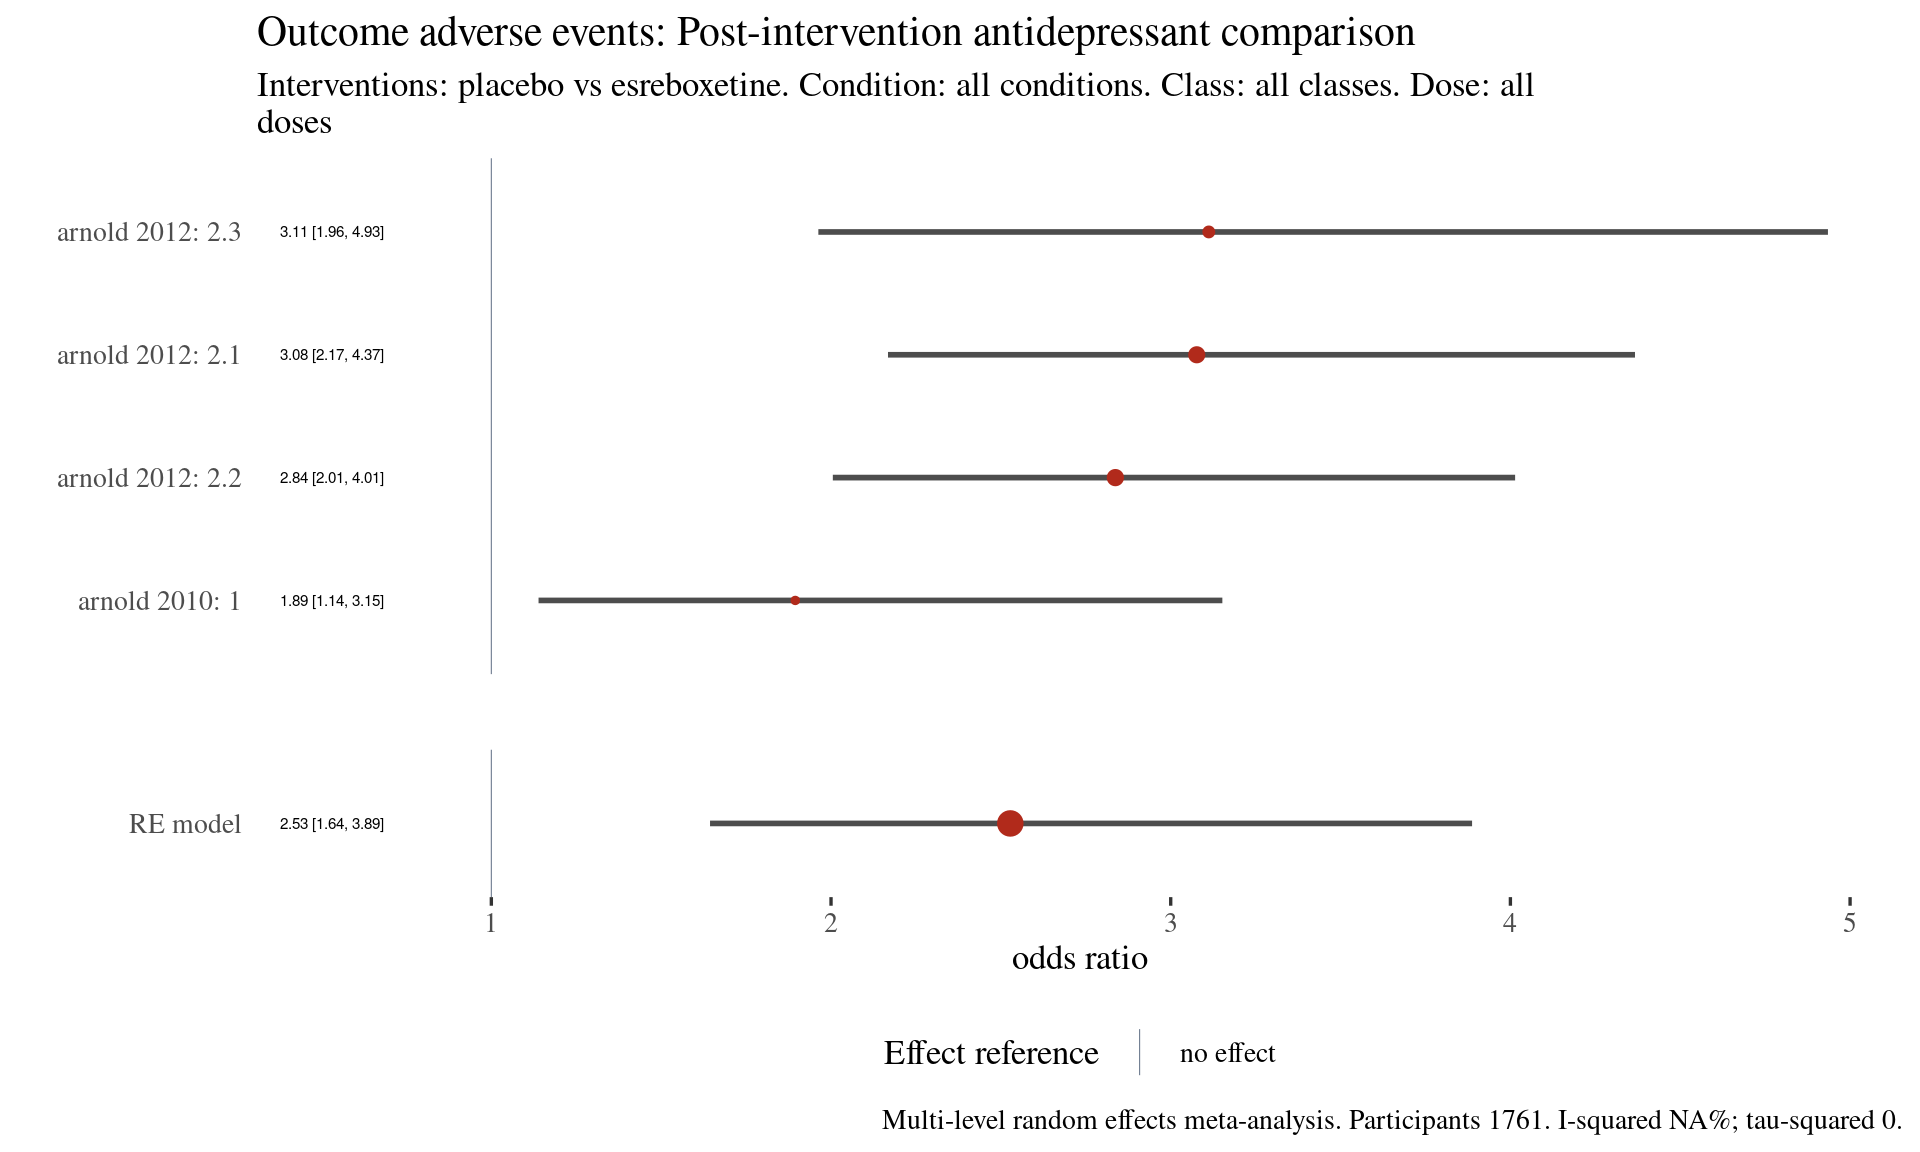 Outcome adverse events: Post-intervention antidepressant comparison
Interventions: placebo vs esreboxetine. Condition: all conditions. Class: all classes. Dose: all
doses
arnold 2012: 2.3 3.11 [1.96, 4.93]
arnold 2012: 2.1 3.08 [2.17, 4.37]
arnold 2012: 2.2 2.84 [2.01, 4.01]
arnold 2010: 1 1.89 [1.14, 3.15]
RE model 2.53 [1.64, 3.89]
1 2 3 4 5
odds ratio
Effect reference no effect
Multi-level random effects meta-analysis. Participants 1761. I-squared NA%; tau-squared 0.